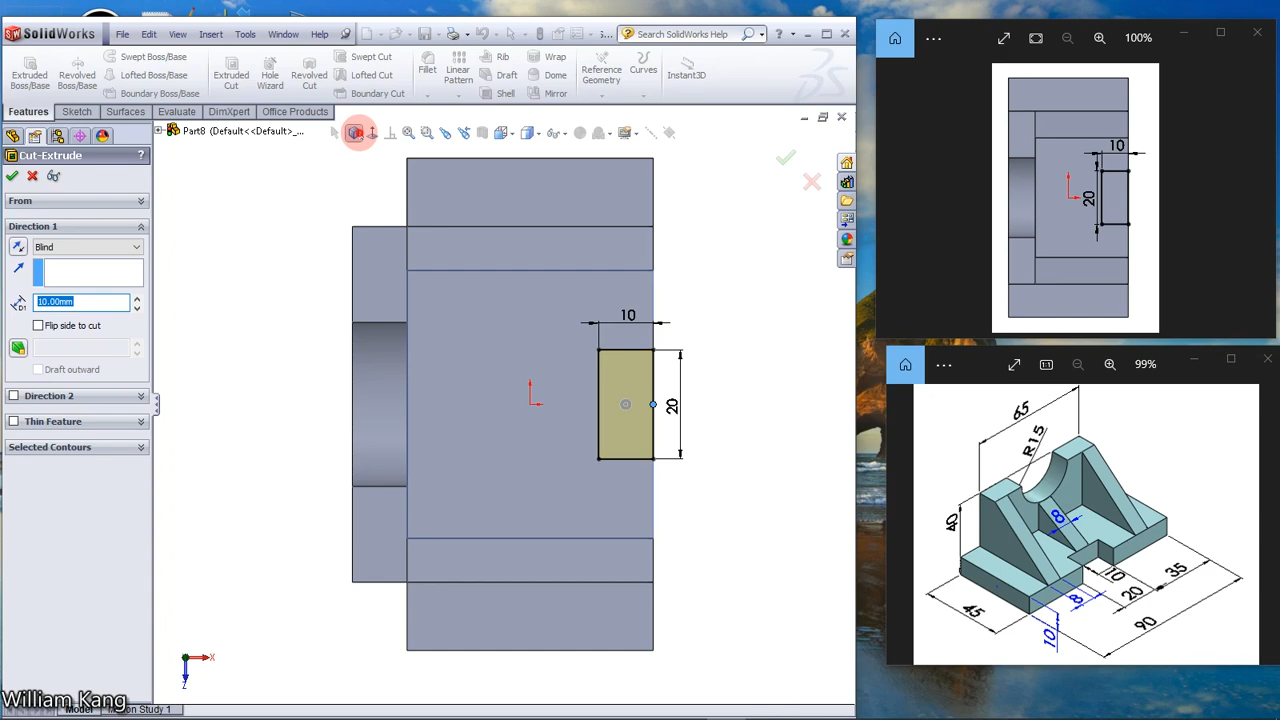 SolidWorks File Edit View Insert Tools Window Help Search SolidWorks Help
Extruded Boss/Base
Revolved Boss/Base
Swept Boss/Base
Lofted Boss/Base
Boundary Boss/Base
Extruded Cut
Hole Wizard
Revolved Cut
Swept Cut
Lofted Cut
Boundary Cut
Fillet
Linear Pattern
Rib
Draft
Shell
Wrap
Dome
Mirror
Reference Geometry
Curves
Instant3D
Features Sketch Surfaces Evaluate DimXpert Office Products
Part8 (Default<<Default>_...
Cut-Extrude ?
From
Direction 1
Blind
10.00mm
Flip side to cut
Draft outward
Direction 2
Thin Feature
Selected Contours
10
20
X
Z
Model Motion Study 1
William Kang
100%
10
20
99%
65
R15
40
8
10
35
20
8
90
45
10